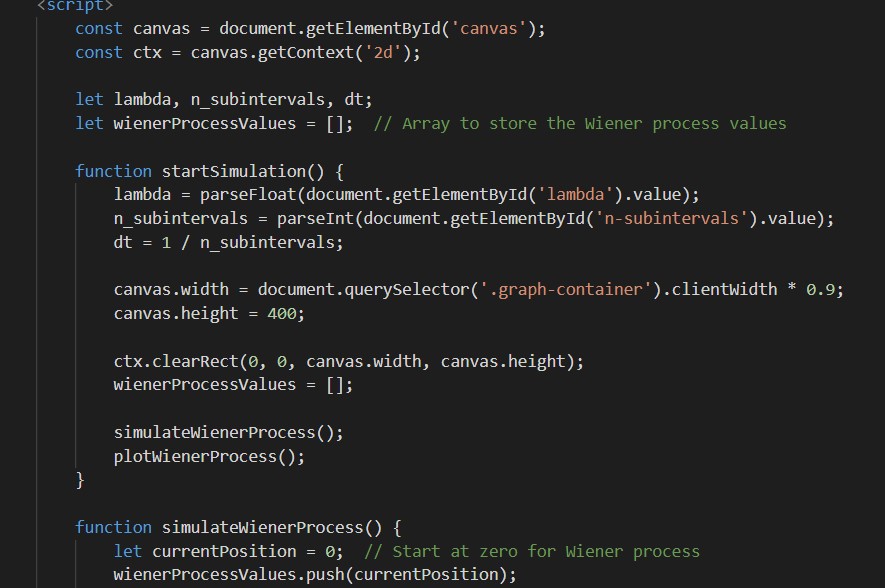 <script>
const canvas = document.getElementById('canvas');
const ctx = canvas.getContext('2d');
let lambda, n_subintervals, dt;
let wienerProcessValues = [];  // Array to store the Wiener process values
function startSimulation() {
lambda = parseFloat(document.getElementById('lambda').value);
n_subintervals = parseInt(document.getElementById('n-subintervals').value);
dt = 1 / n_subintervals;
canvas.width = document.querySelector('.graph-container').clientWidth * 0.9;
canvas.height = 400;
ctx.clearRect(0, 0, canvas.width, canvas.height);
wienerProcessValues = [];
simulateWienerProcess();
plotWienerProcess();
}
function simulateWienerProcess() {
let currentPosition = 0;  // Start at zero for Wiener process
wienerProcessValues.push(currentPosition);